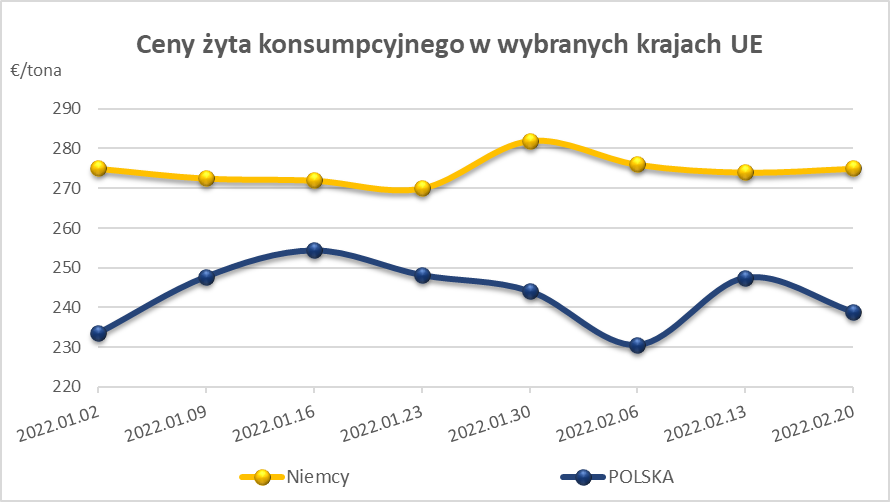 Ceny żyta konsumpcyjnego w wybranych krajach UE
€/tona
290
280
270
260
250
240
230
220
2022.01.02 2022.01.09 2022.01.16 2022.01.23 2022.01.30 2022.02.06 2022.02.13 2022.02.20
Niemcy POLSKA